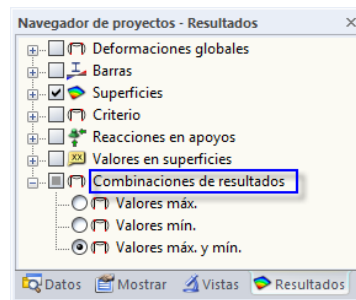 Navegador de proyectos - Resultados
Deformaciones globales
Barras
Superficies
Criterio
Reacciones en apoyos
xx Valores en superficies
Combinaciones de resultados
Valores máx.
Valores mín.
Valores máx. y mín.
Datos Mostrar Vistas Resultados